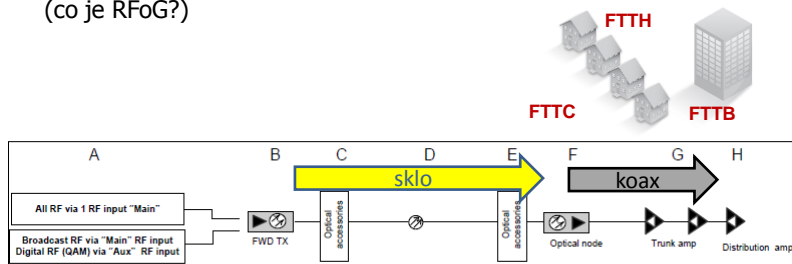 (co je RFoG?)
FTTH
FTTC
FTTB
A B C D E F G H
sklo
koax
All RF via 1 RF input "Main"
Broadcast RF via "Main" RF input
Digital RF (QAM) via "Aux" RF input
FWD TX
Optical
accessories
Optical
accessories
Optical node
Trunk amp
Distribution amp